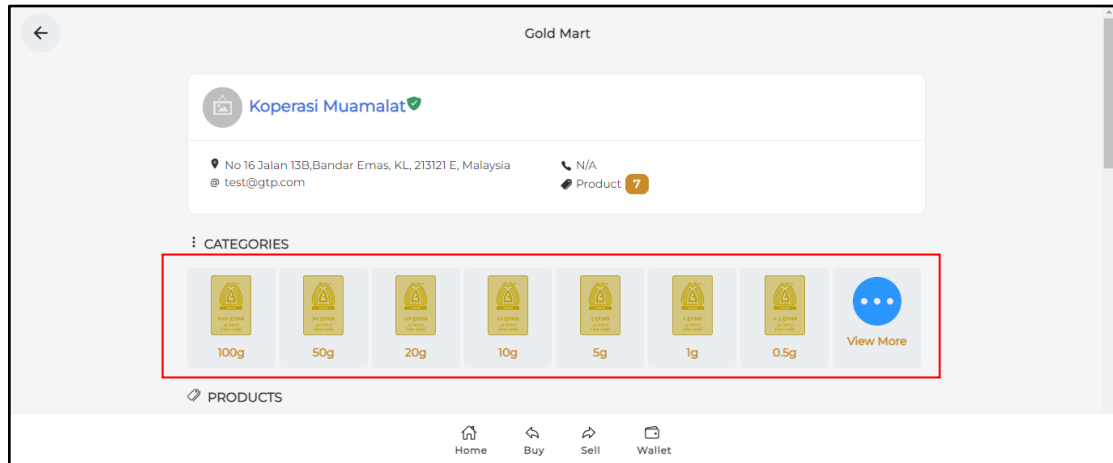 Gold Mart
Koperasi Muamalat
No 16 Jalan 13B,Bandar Emas, KL, 213121 E, Malaysia
N/A
@ test@gtp.com
Product 7
CATEGORIES
100g
50g
20g
10g
5g
1g
0.5g
View More
PRODUCTS
Home
Buy
Sell
Wallet